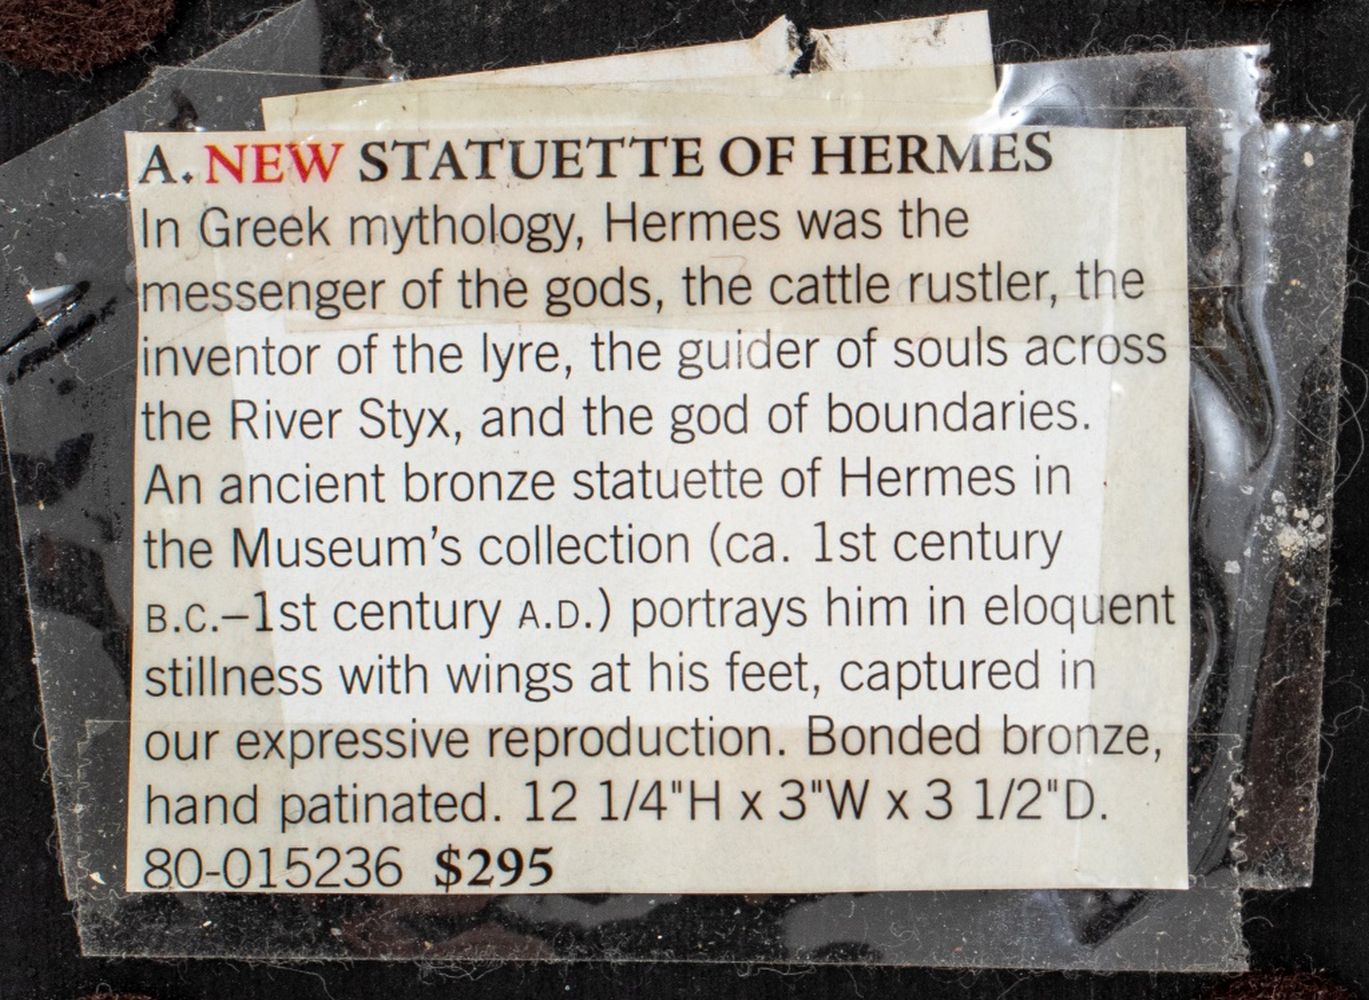 A. NEW STATUETTE OF HERMES
In Greek mythology, Hermes was the
messenger of the gods, the cattle rustler, the
inventor of the lyre, the guider of souls across
the River Styx, and the god of boundaries.
An ancient bronze statuette of Hermes in
the Museum's collection (ca. 1st century
B.C.–1st century A.D.) portrays him in eloquent
stillness with wings at his feet, captured in
our expressive reproduction. Bonded bronze,
hand patinated. 12 1/4"H x 3"W x 3 1/2"D.
80-015236 $295